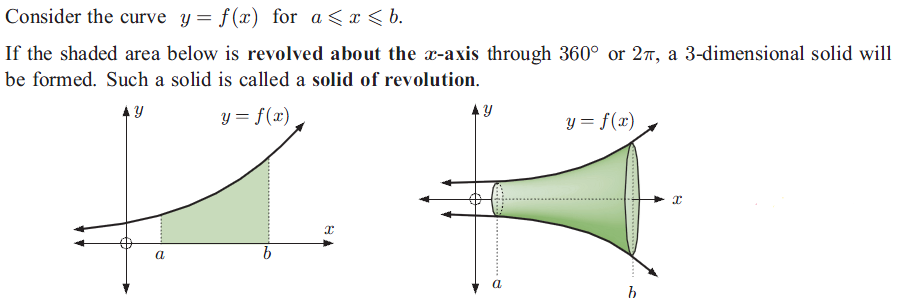 Consider the curve y = f(x) for a ⩽ x ⩽ b.
If the shaded area below is revolved about the x-axis through 360° or 2π, a 3-dimensional solid will
be formed. Such a solid is called a solid of revolution.
y
y = f(x)
x
a
b
y
y = f(x)
x
a
b